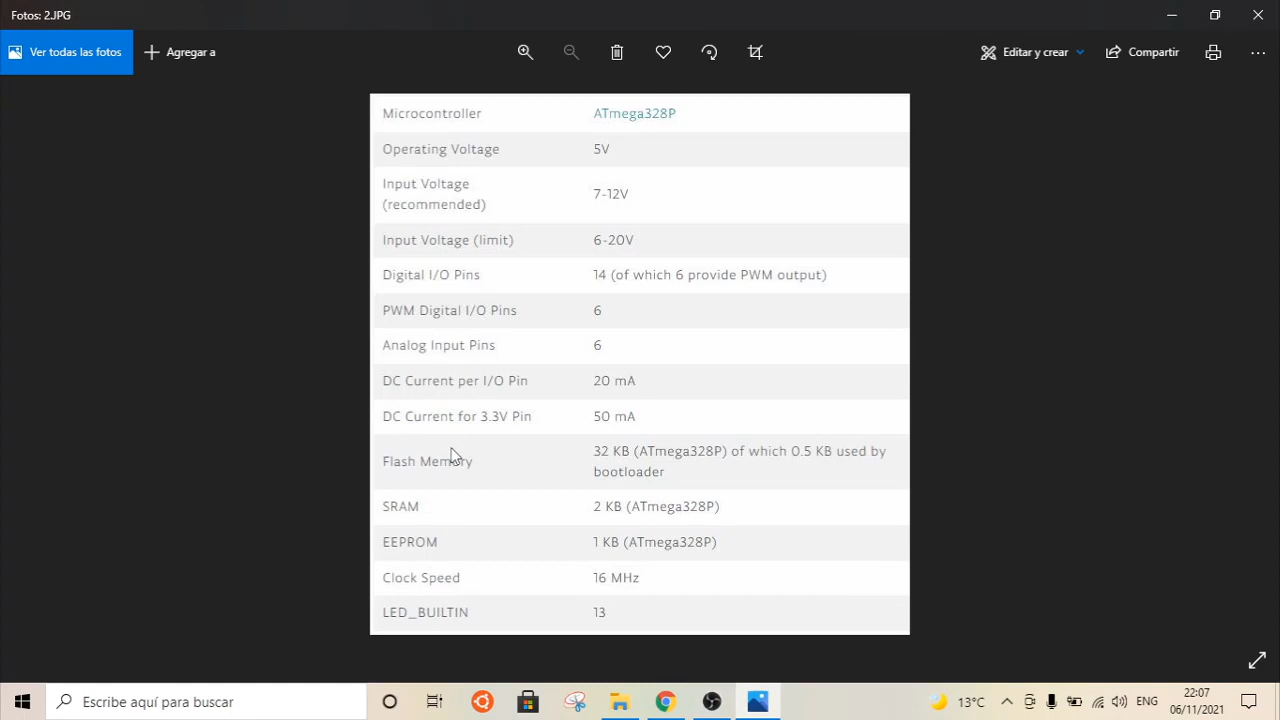 Fotos: 2.JPG
Ver todas las fotos
Agregar a
Editar y crear
Compartir
Microcontroller ATmega328P
Operating Voltage 5V
Input Voltage
(recommended) 7-12V
Input Voltage (limit) 6-20V
Digital I/O Pins 14 (of which 6 provide PWM output)
PWM Digital I/O Pins 6
Analog Input Pins 6
DC Current per I/O Pin 20 mA
DC Current for 3.3V Pin 50 mA
Flash Memory 32 KB (ATmega328P) of which 0.5 KB used by
bootloader
SRAM 2 KB (ATmega328P)
EEPROM 1 KB (ATmega328P)
Clock Speed 16 MHz
LED_BUILTIN 13
Escribe aquí para buscar
13°C
ENG
22:07
06/11/2021